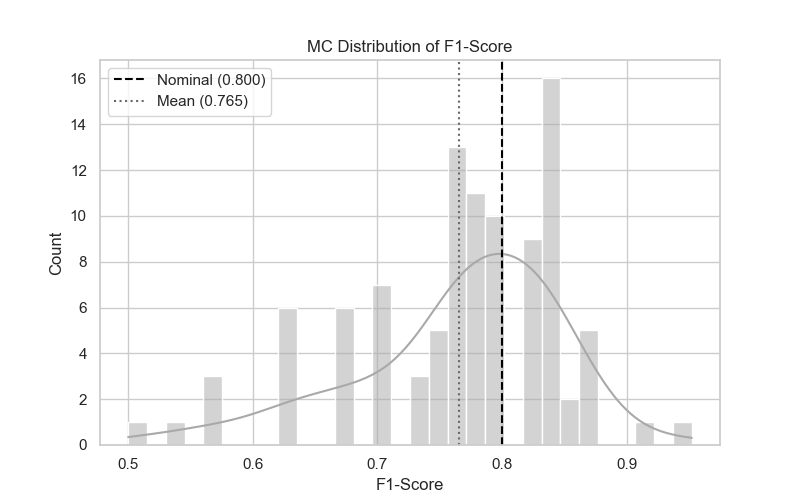 MC Distribution of F1-Score
Nominal (0.800)
Mean (0.765)
16
14
12
10
8
6
4
2
0
Count
0.5 0.6 0.7 0.8 0.9
F1-Score